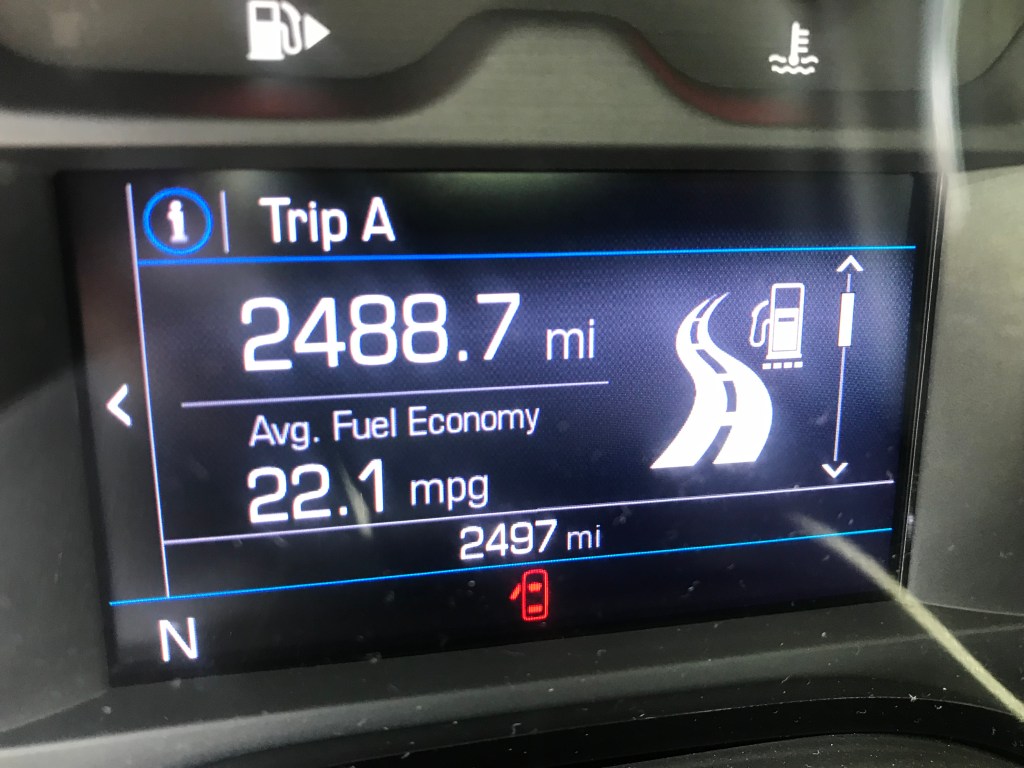 Trip A
2488.7 mi
Avg. Fuel Economy
22.1 mpg
2497 mi
N